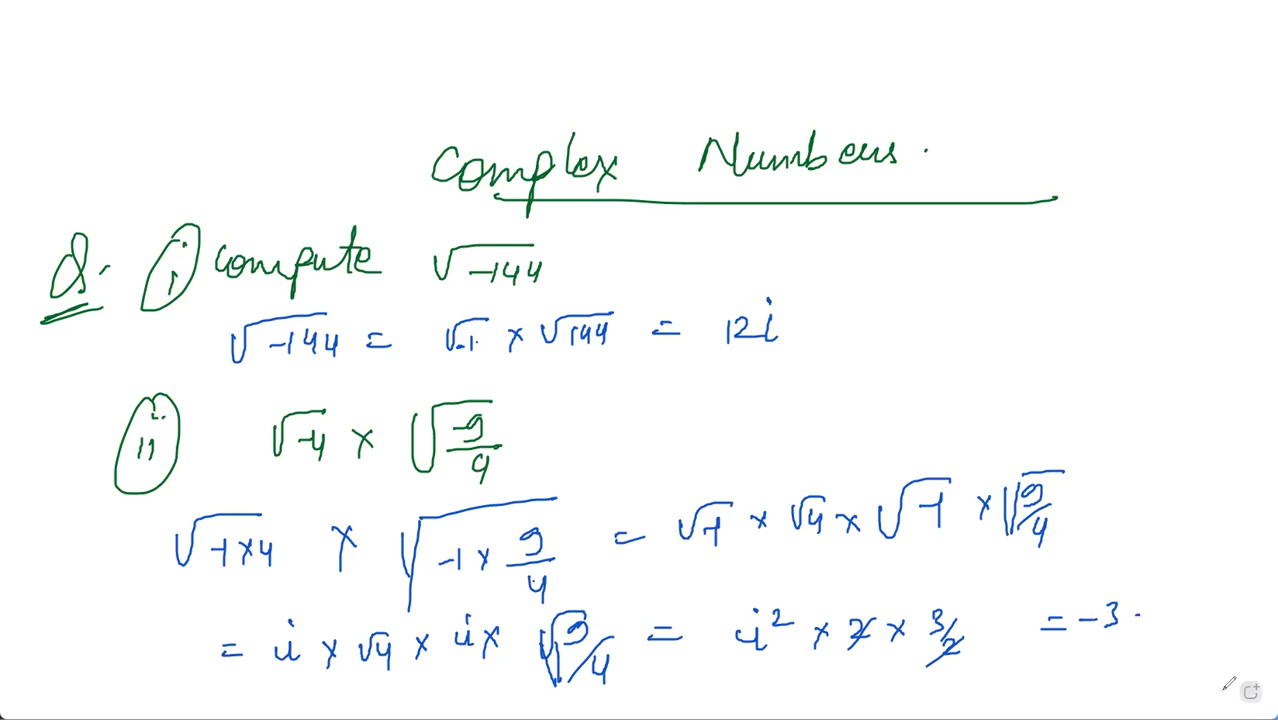 Complex Numbers.
Q. i) compute √-144
√-144 = √-1 × √144 = 12i
ii) √-4 × √(-9/4)
√(-1×4) × √(-1×9/4) = √-1 × √4 × √-1 × √(9/4)
= i × √4 × i × √(9/4) = i² × 2 × 3/2 = -3.